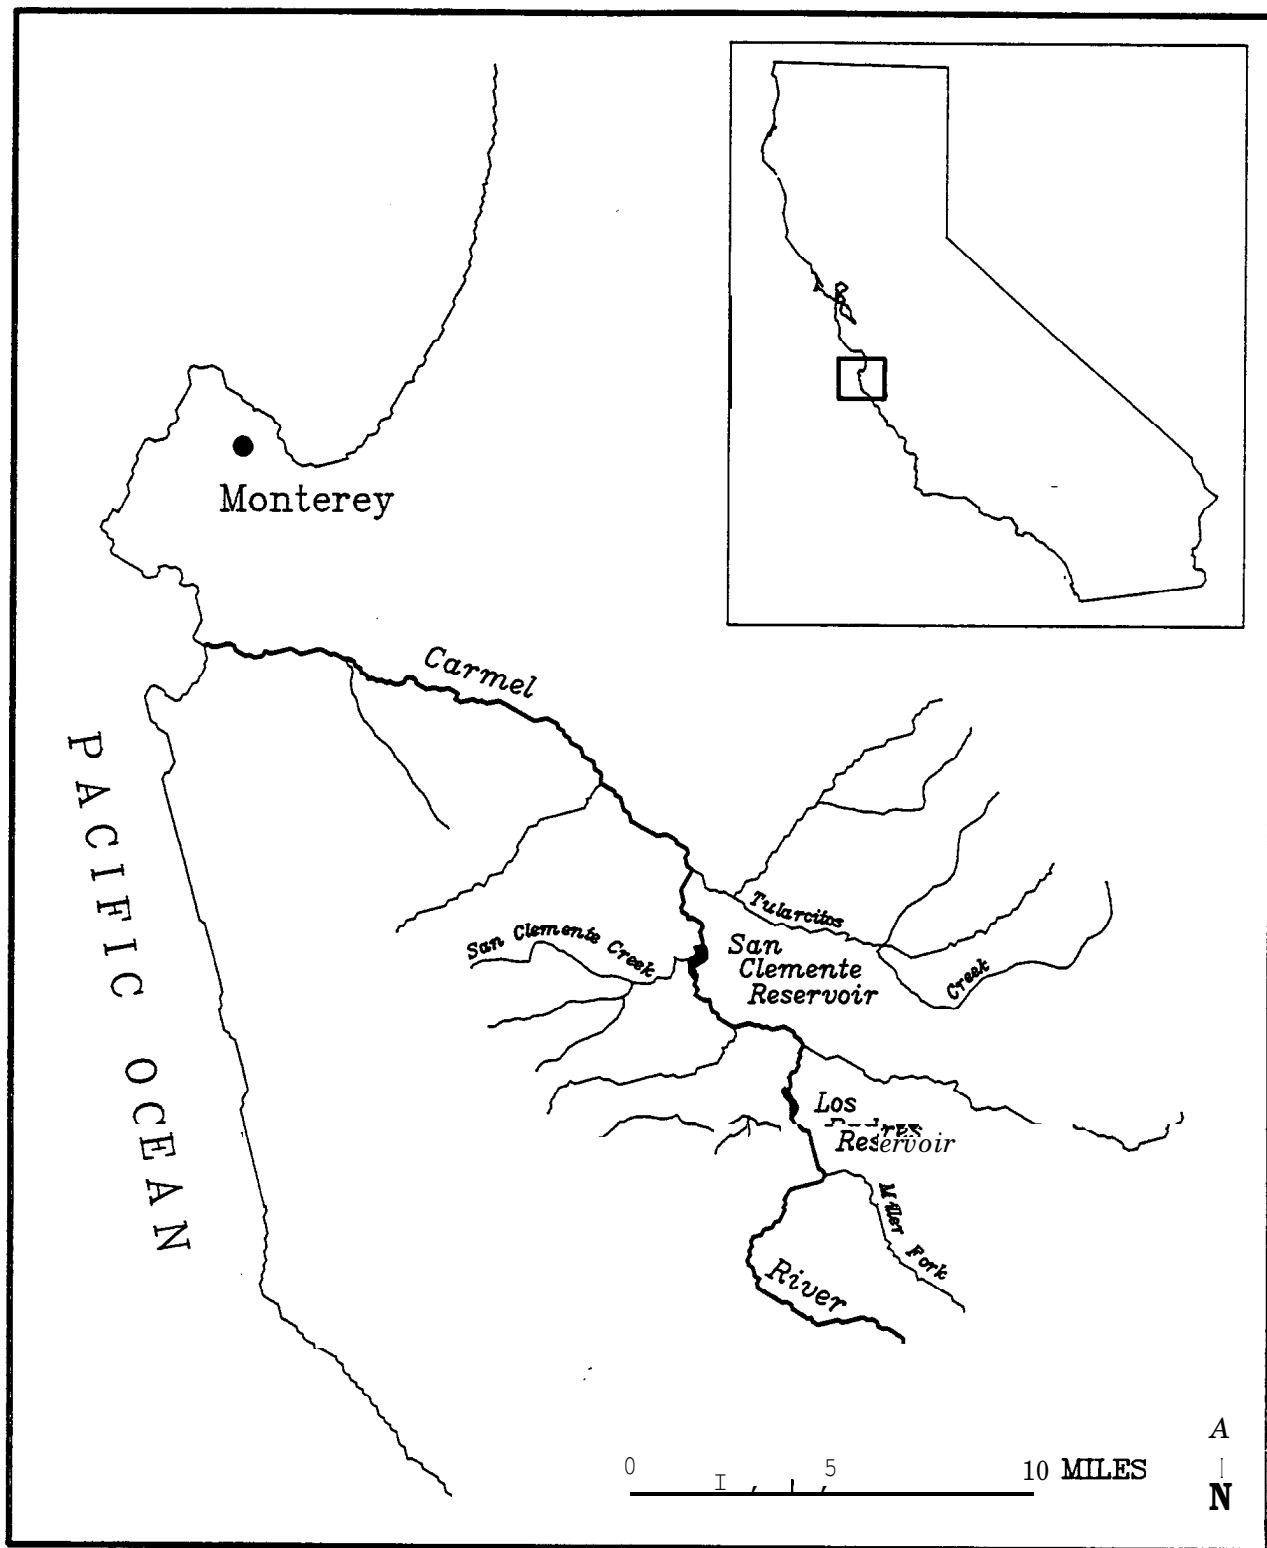 Monterey
Carmel
PACIFIC OCEAN
Tularcitos
Creek
San Clemente Creek
San
Clemente
Reservoir
Los
Reservoir
Miller Fork
River
A
N
0 5 10 MILES